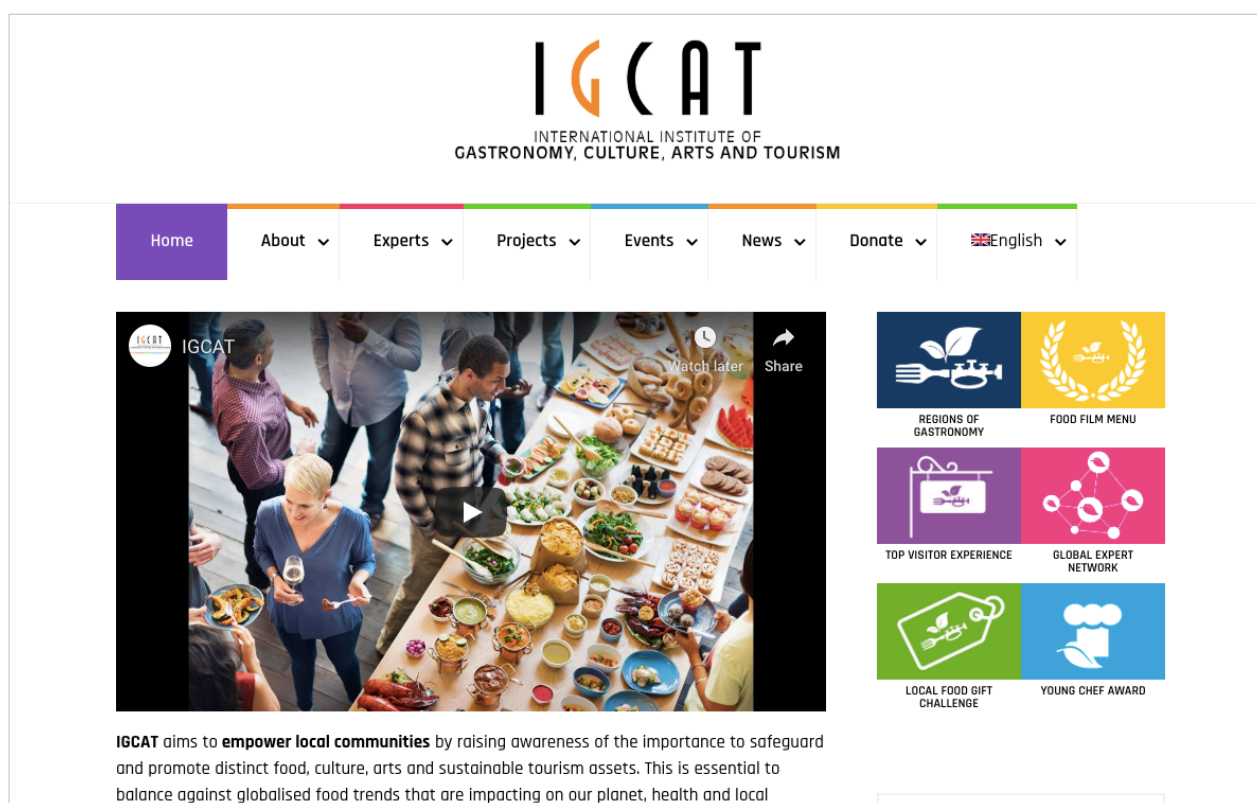 IGCAT
INTERNATIONAL INSTITUTE OF
GASTRONOMY, CULTURE, ARTS AND TOURISM
Home
About
Experts
Projects
Events
News
Donate
English
IGCAT
IGCAT
Watch later
Share
REGIONS OF
GASTRONOMY
FOOD FILM MENU
TOP VISITOR EXPERIENCE
GLOBAL EXPERT
NETWORK
LOCAL FOOD GIFT
CHALLENGE
YOUNG CHEF AWARD
IGCAT aims to empower local communities by raising awareness of the importance to safeguard
and promote distinct food, culture, arts and sustainable tourism assets. This is essential to
balance against globalised food trends that are impacting on our planet, health and local